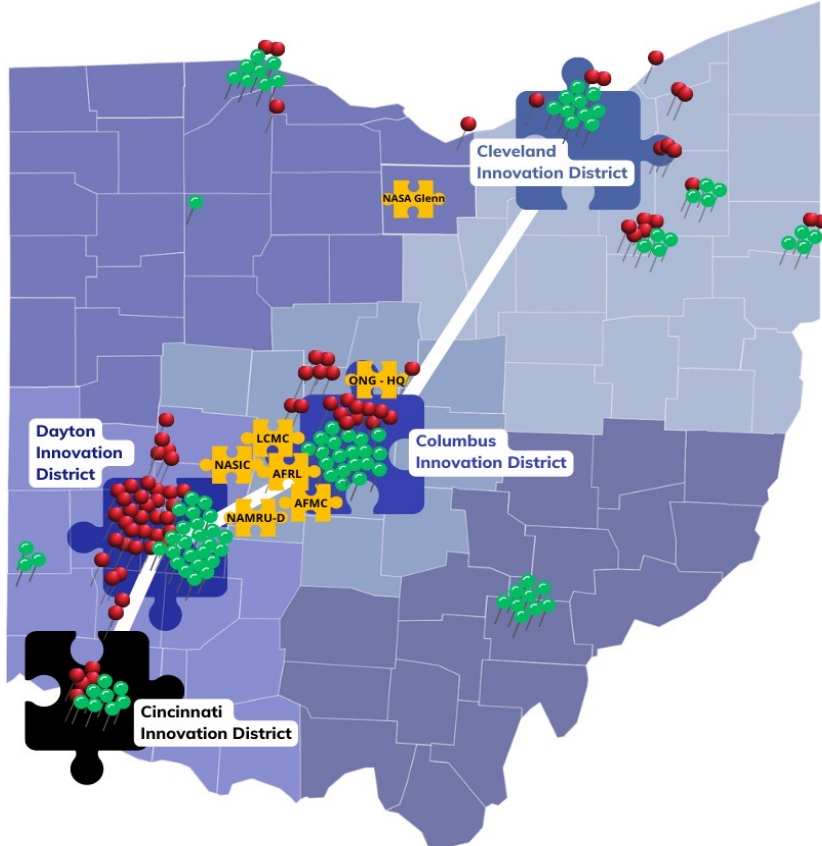 Cleveland
Innovation District
NASA Glenn
ONG - HQ
Dayton
Innovation
District
LCMC
NASIC
AFRL
Columbus
Innovation District
AFMC
NAMRU-D
Cincinnati
Innovation District